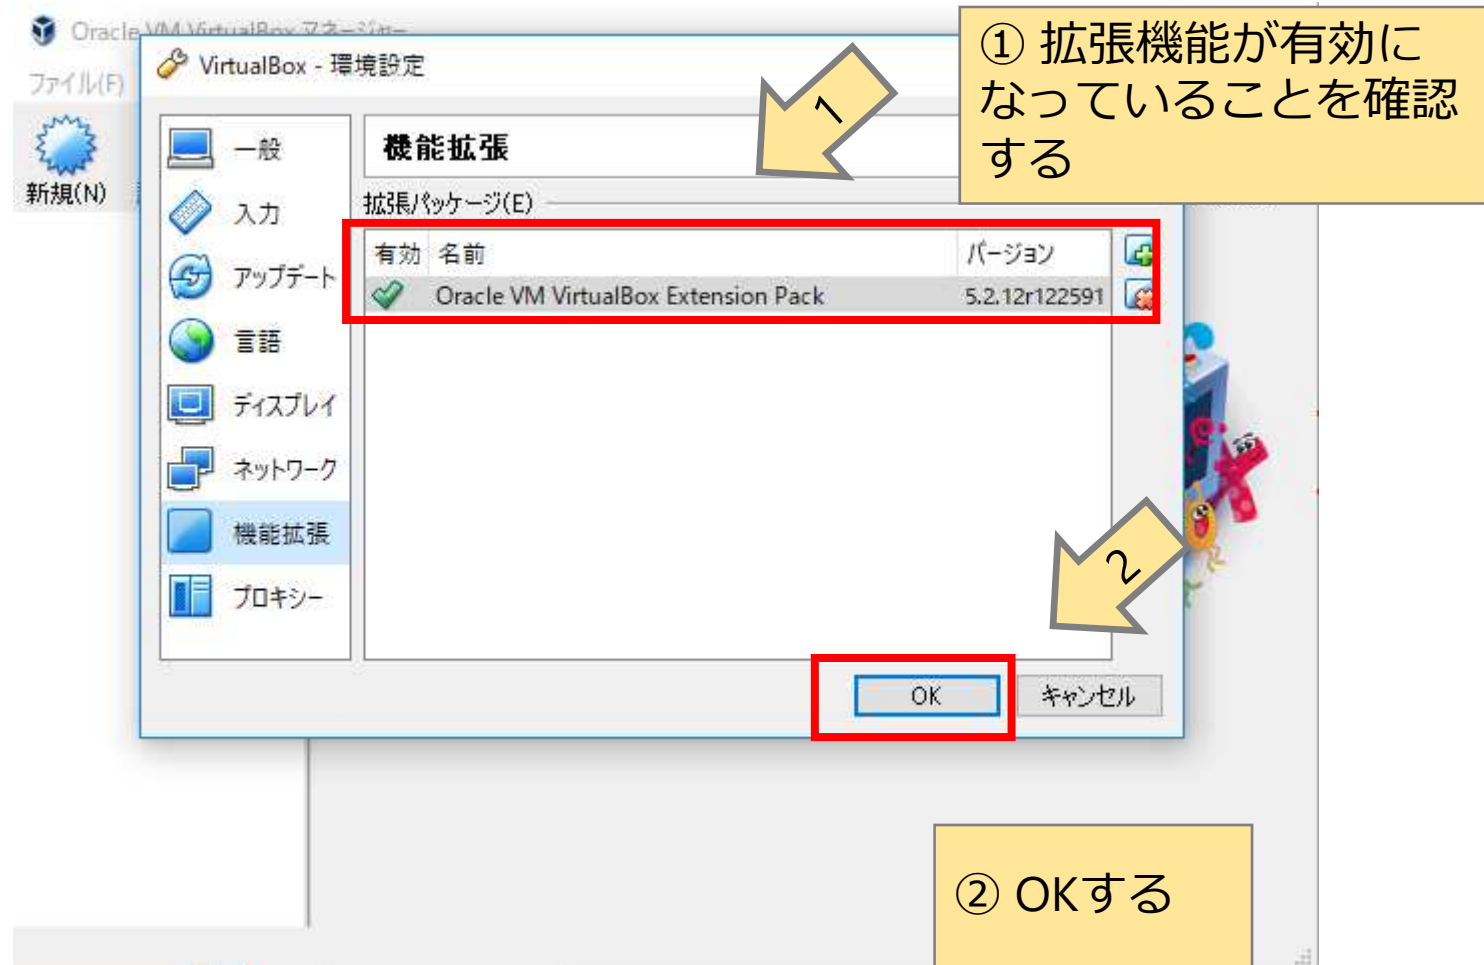 Oracle VM VirtualBox マネージャー
ファイル(F)
新規(N)
VirtualBox - 環境設定
一般
入力
アップデート
言語
ディスプレイ
ネットワーク
機能拡張
プロキシー
機能拡張
拡張パッケージ(E)
有効 名前 バージョン
Oracle VM VirtualBox Extension Pack 5.2.12r122591
OK
キャンセル
1
① 拡張機能が有効に
なっていることを確認
する
2
② OKする